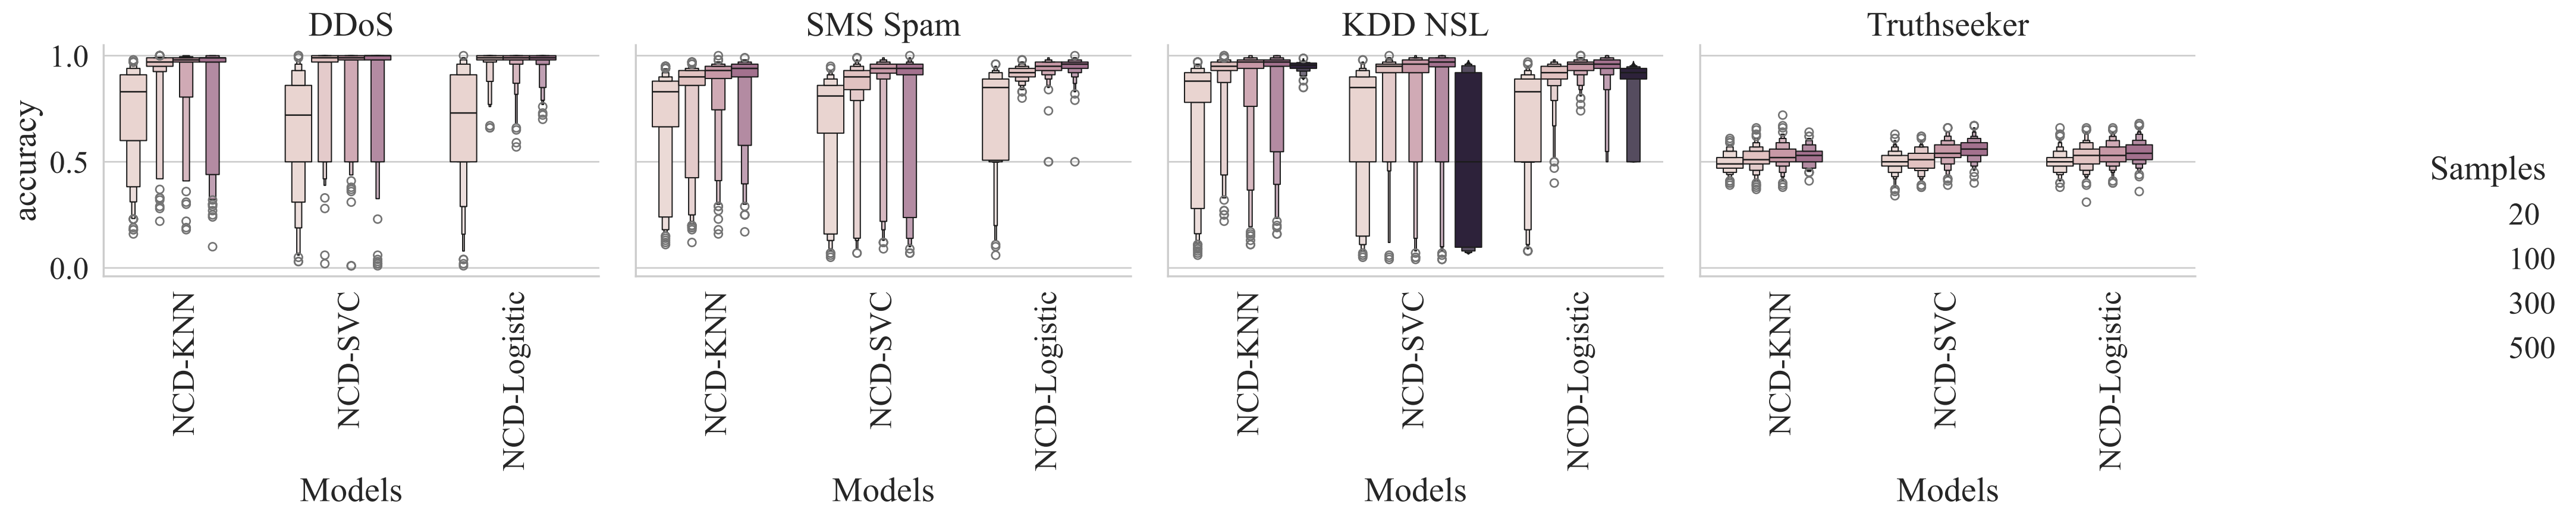 DDoS
SMS Spam
KDD NSL
Truthseeker
accuracy
1.0
0.5
0.0
NCD-KNN
NCD-SVC
NCD-Logistic
Models
NCD-KNN
NCD-SVC
NCD-Logistic
Models
NCD-KNN
NCD-SVC
NCD-Logistic
Models
NCD-KNN
NCD-SVC
NCD-Logistic
Models
Samples
20
100
300
500